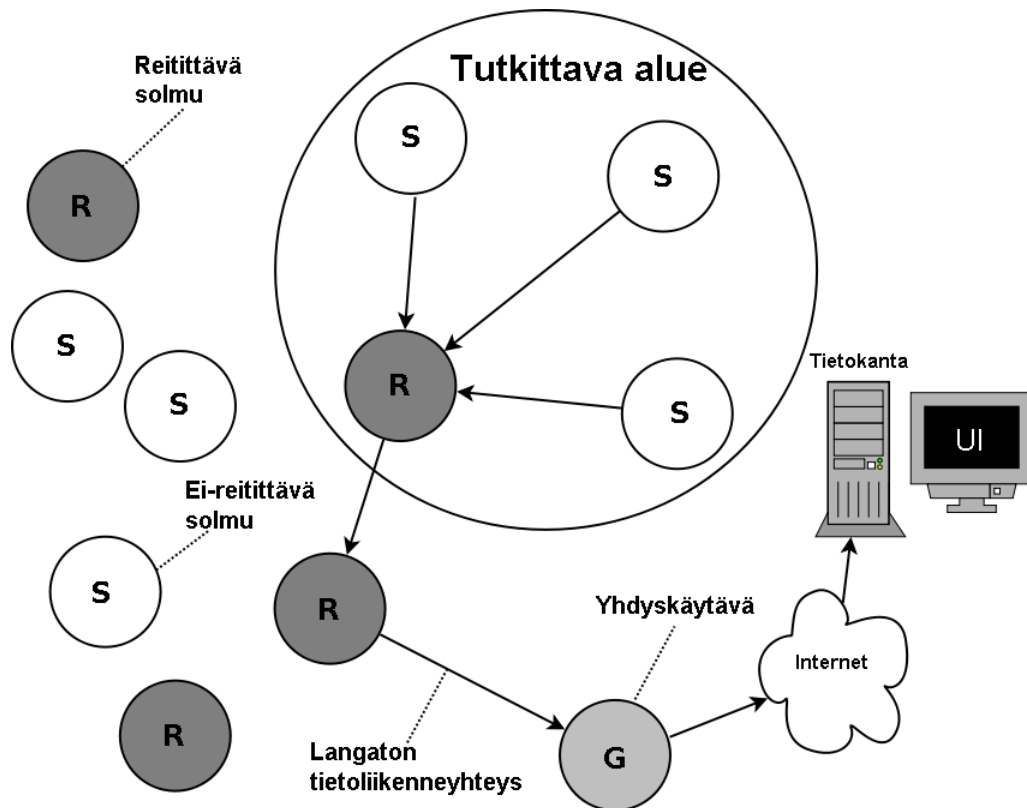 Tutkittava alue
Reitittävä
solmu
S
S
R
S
R
S
S
Tietokanta
UI
Ei-reitittävä
solmu
S
R
Yhdyskäytävä
Internet
R
Langaton
tietoliikenneyhteys
G